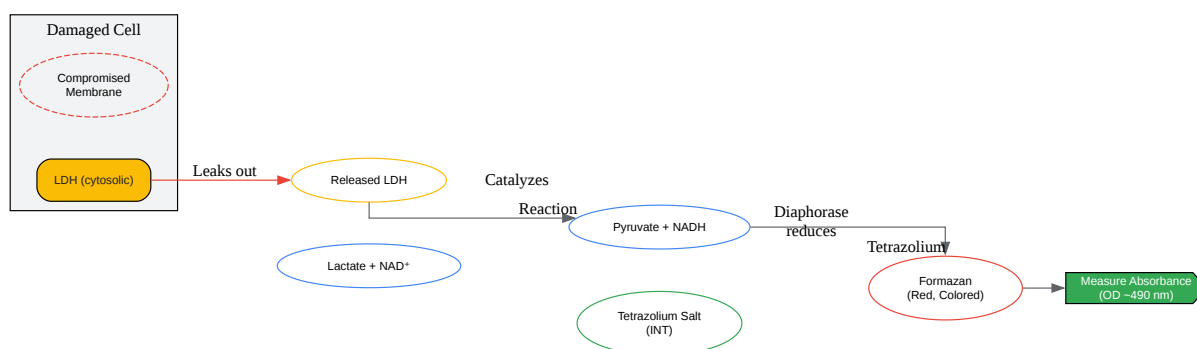 Damaged Cell
Compromised
Membrane
LDH (cytosolic)
Leaks out
Released LDH
Lactate + NAD⁺
Catalyzes
Reaction
Pyruvate + NADH
Tetrazolium Salt
(INT)
Diaphorase
reduces
Tetrazolium
Formazan
(Red, Colored)
Measure Absorbance
(OD ~490 nm)